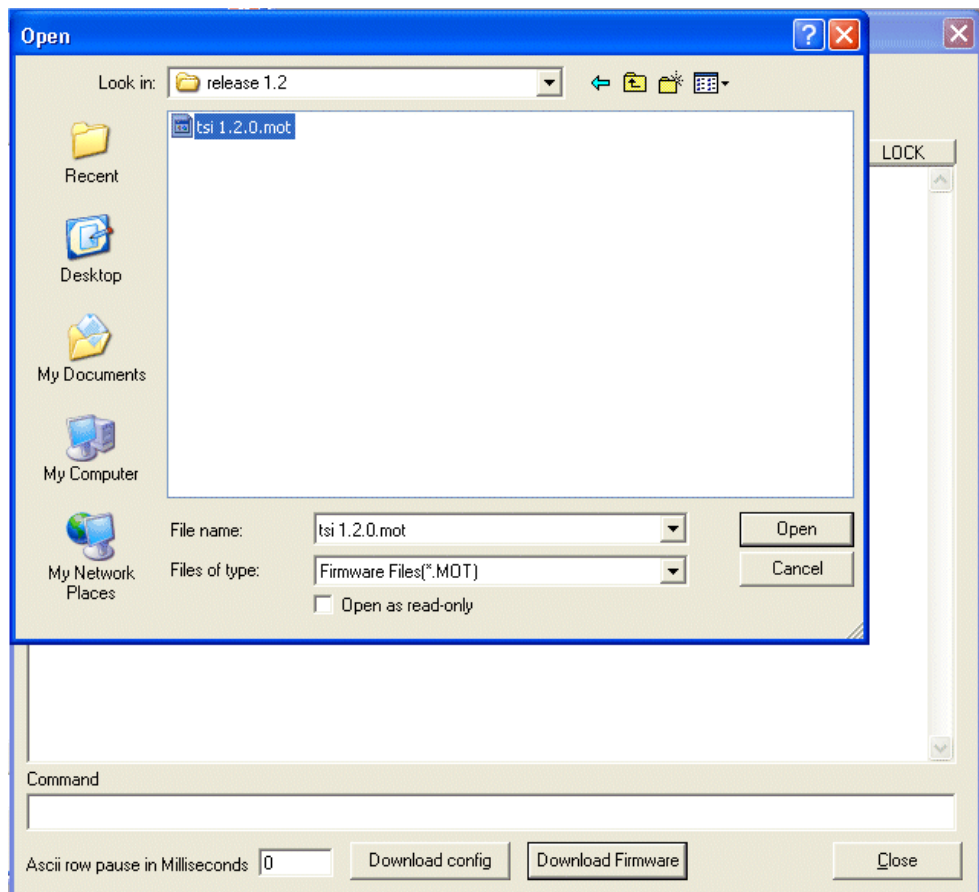 Open
Look in: release 1.2
tsi 1.2.0.mot
Recent
Desktop
My Documents
My Computer
My Network
Places
File name: tsi 1.2.0.mot
Open
Files of type: Firmware Files(*.MOT)
Cancel
Open as read-only
LOCK
Command
Ascii row pause in Milliseconds 0
Download config
Download Firmware
Close